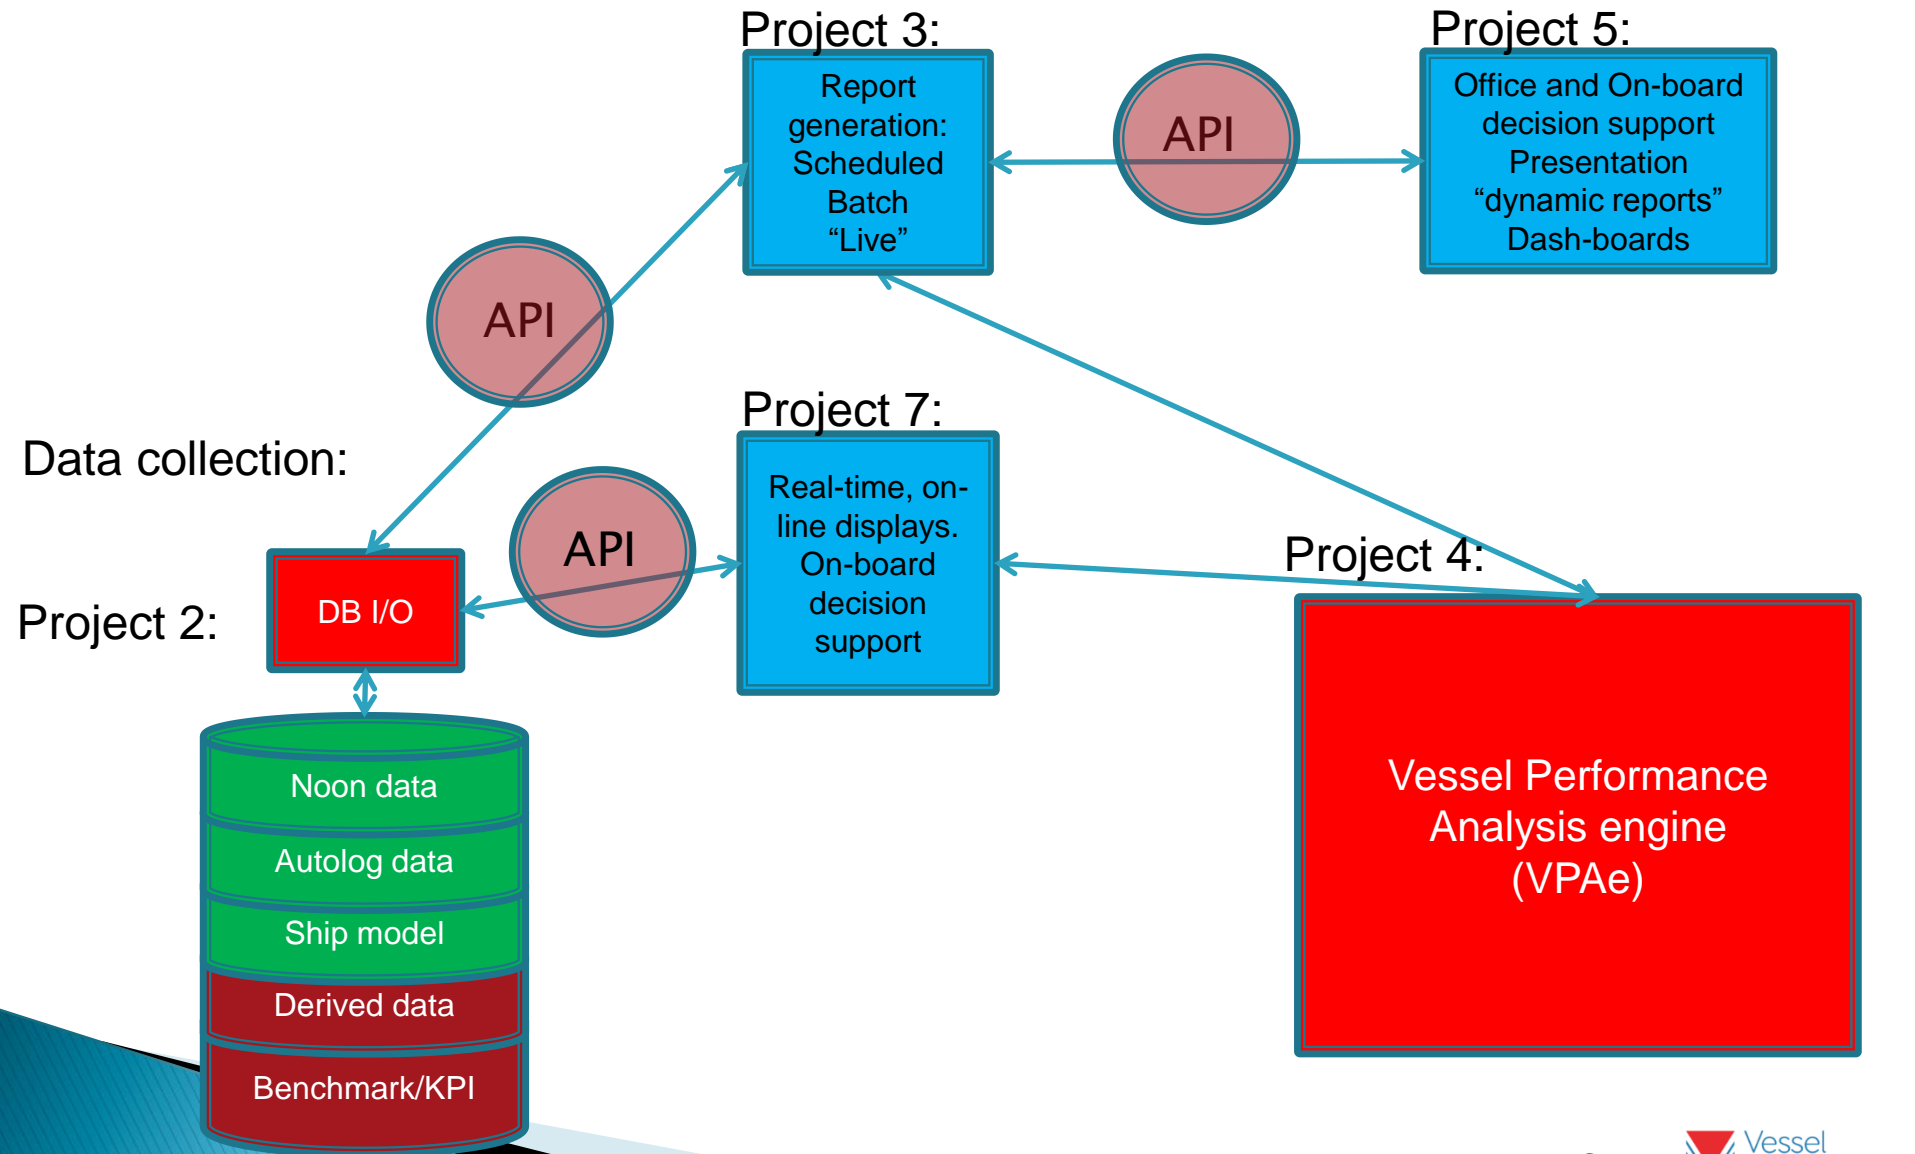 Project 3:
Report
generation:
Scheduled
Batch
“Live”
API
Project 5:
Office and On-board
decision support
Presentation
“dynamic reports”
Dash-boards
API
Data collection:
Project 7:
Real-time, on-
line displays.
On-board
decision
support
API
Project 4:
Vessel Performance
Analysis engine
(VPAe)
Project 2:
DB I/O
Noon data
Autolog data
Ship model
Derived data
Benchmark/KPI
Vessel